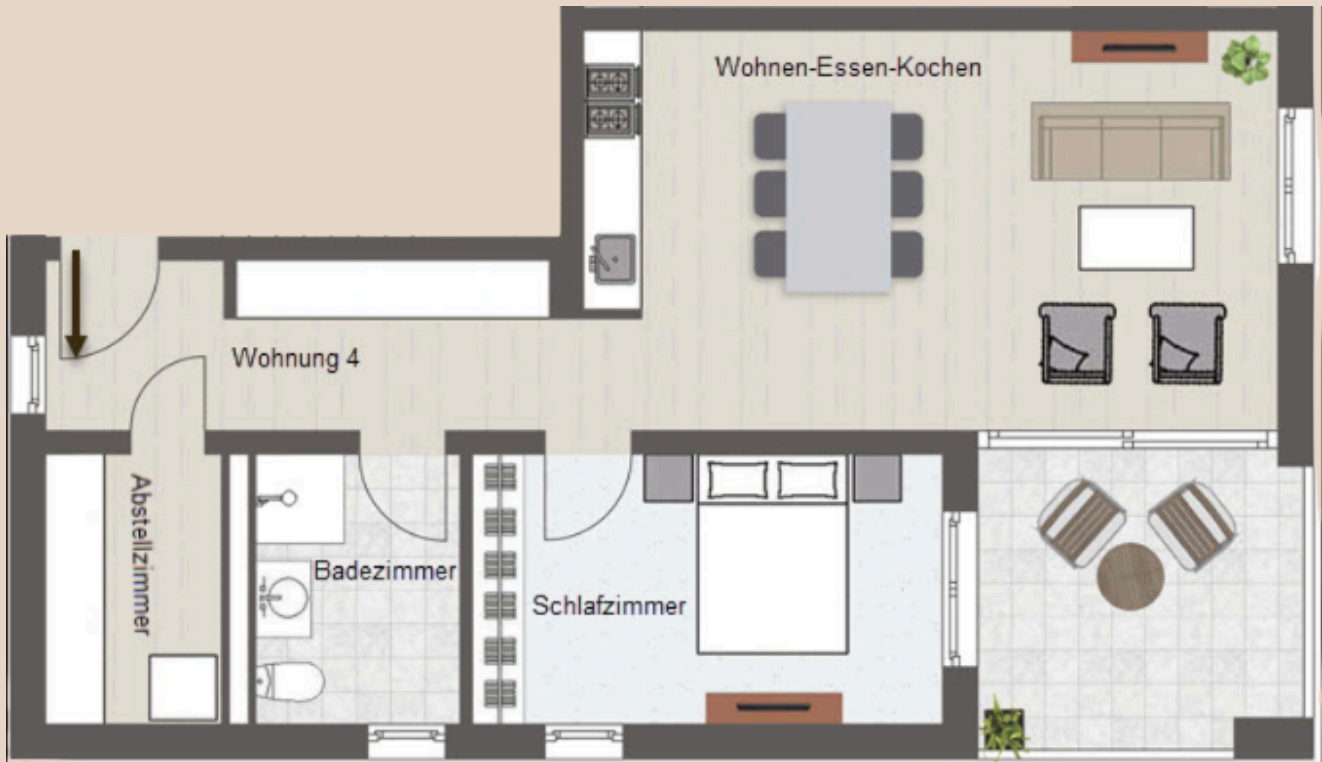 Wohnen-Essen-Kochen
Wohnung 4
Abstellzimmer
Badezimmer
Schlafzimmer